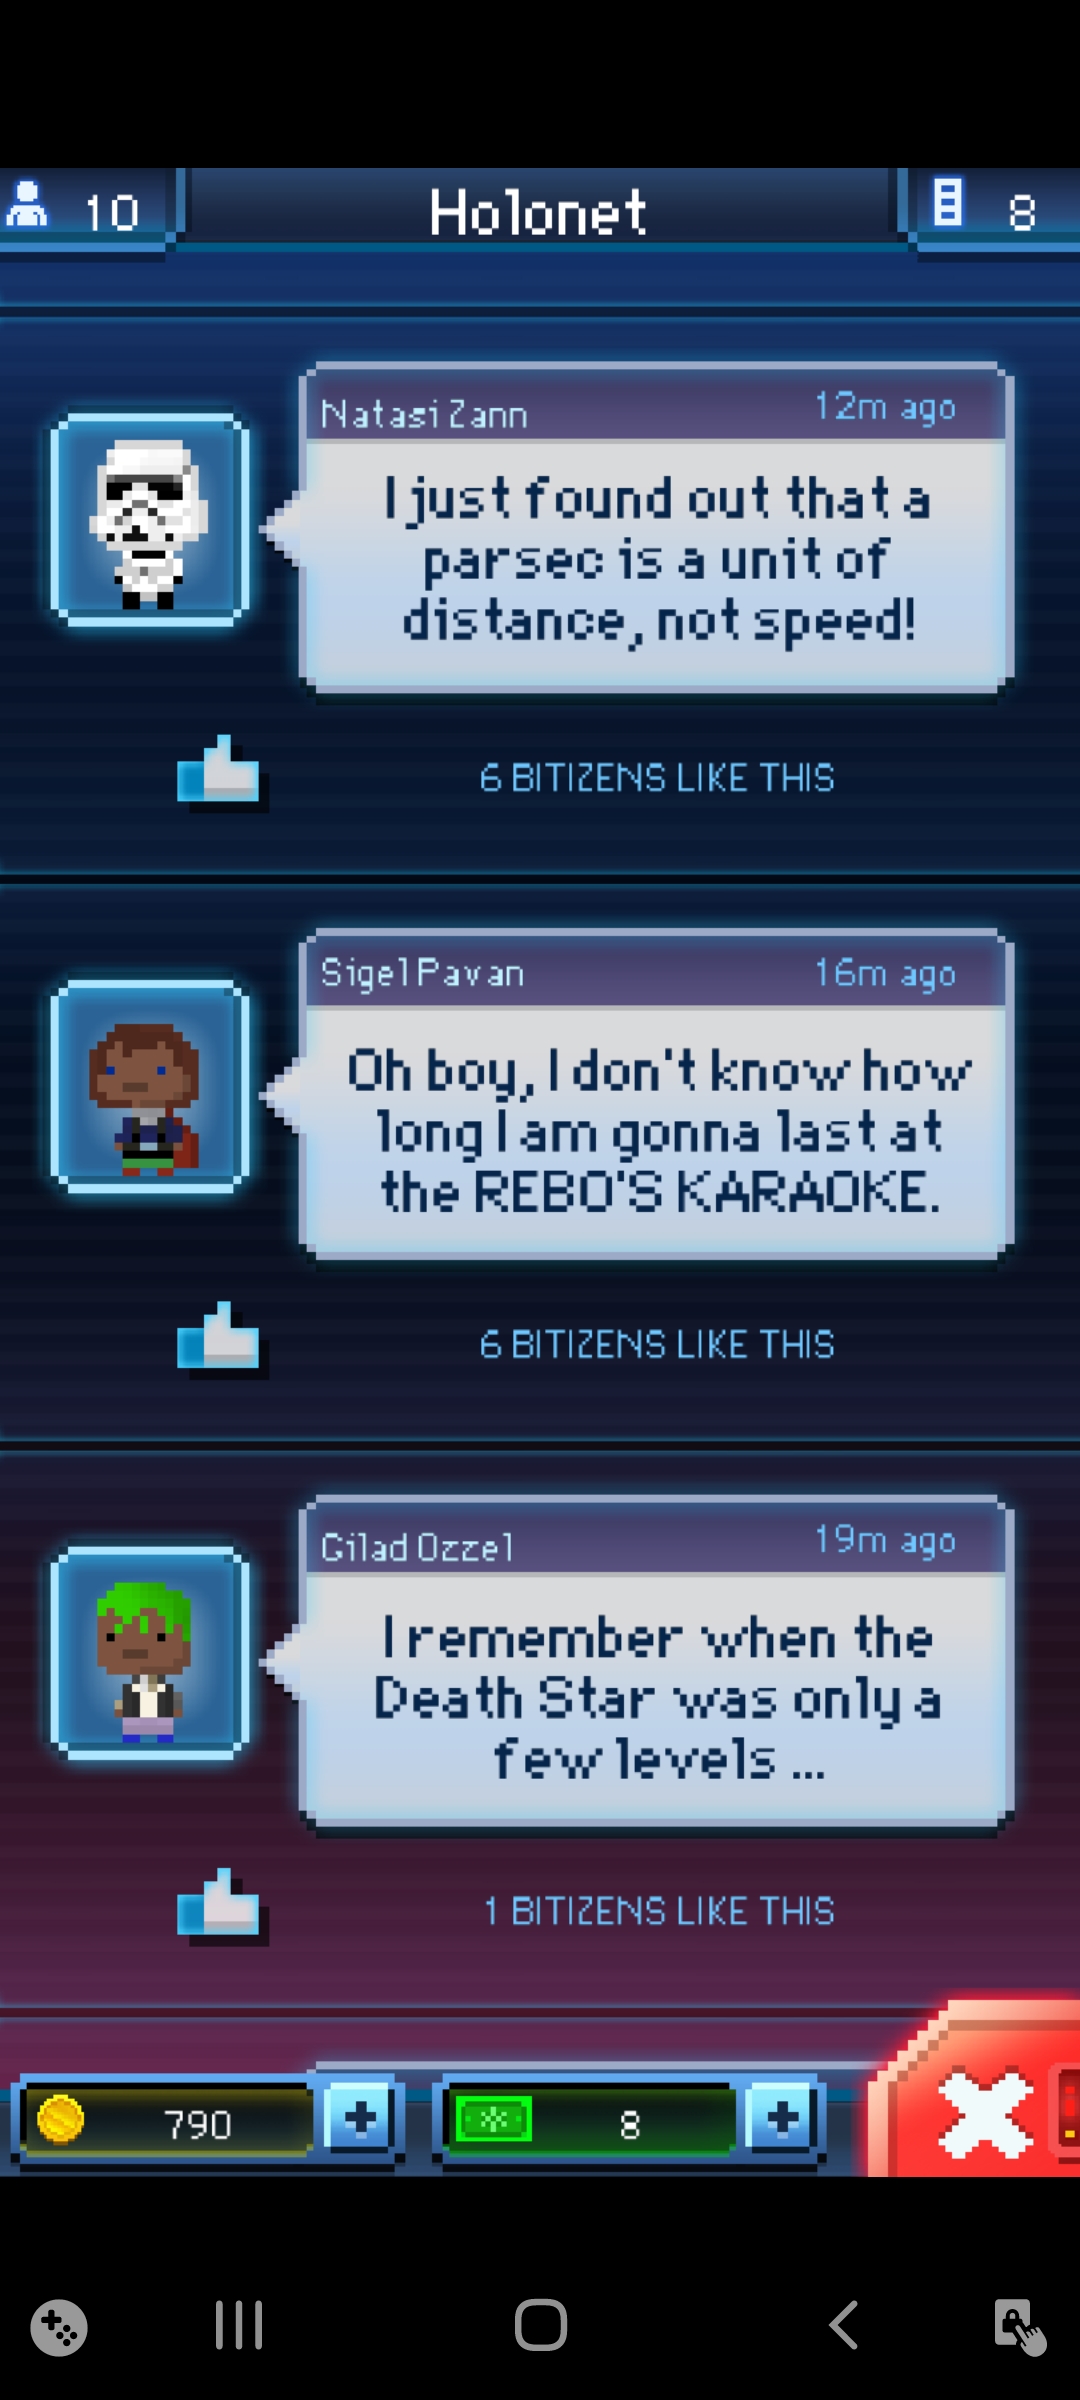 10
Holonet
8
Natasi Zann
12m ago
I just found out that a
parsec is a unit of
distance, not speed!
6 BITIZENS LIKE THIS
Sigel Pavan
16m ago
Oh boy, I don't know how
long I am gonna last at
the REBO'S KARAOKE.
6 BITIZENS LIKE THIS
Gilad Ozzel
19m ago
I remember when the
Death Star was only a
few levels ...
1 BITIZENS LIKE THIS
790
8